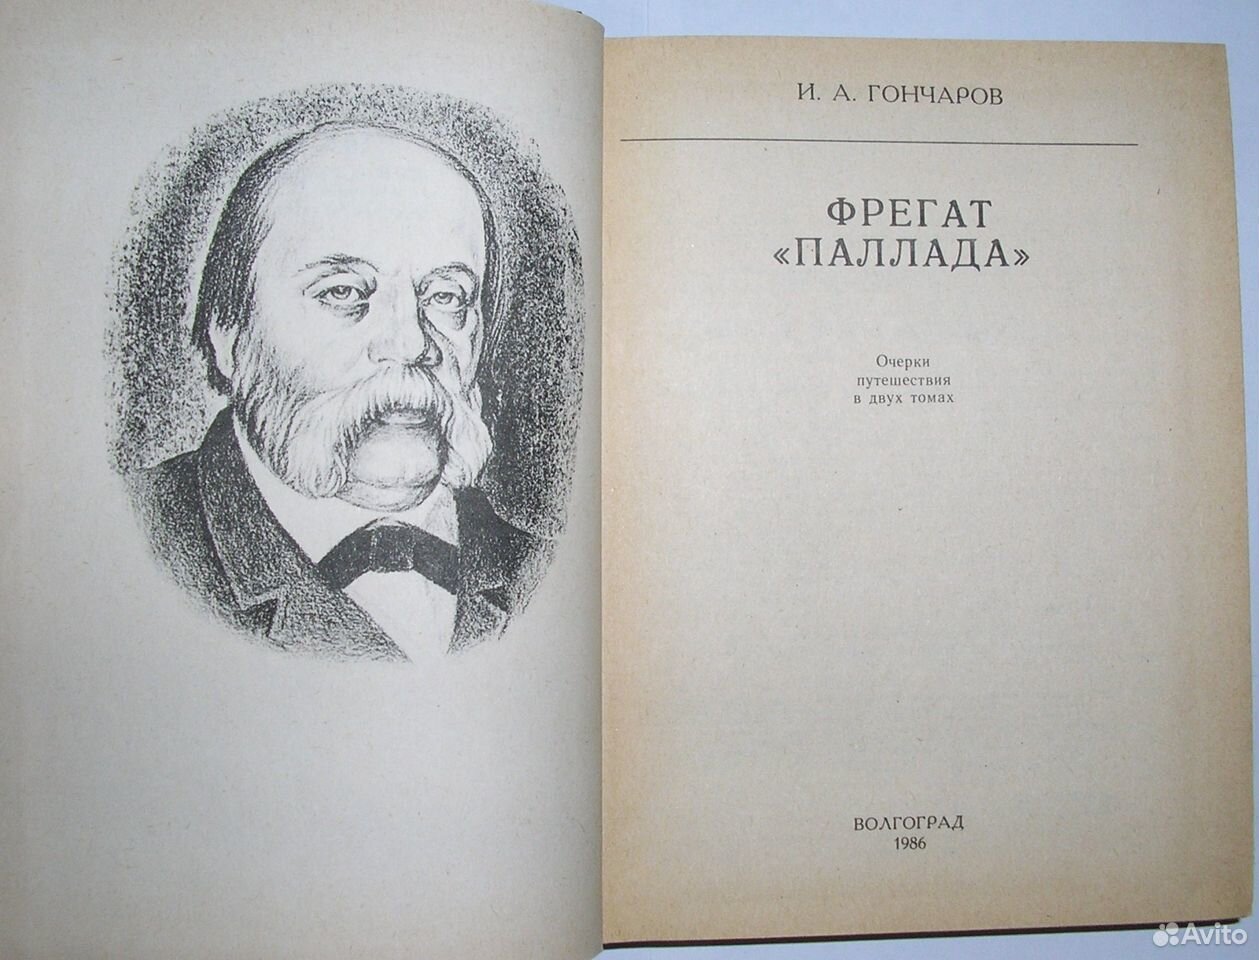 И. А. ГОНЧАРОВ
ФРЕГАТ
«ПАЛЛАДА»
Очерки
путешествия
в двух томах
ВОЛГОГРАД
1986
Avito